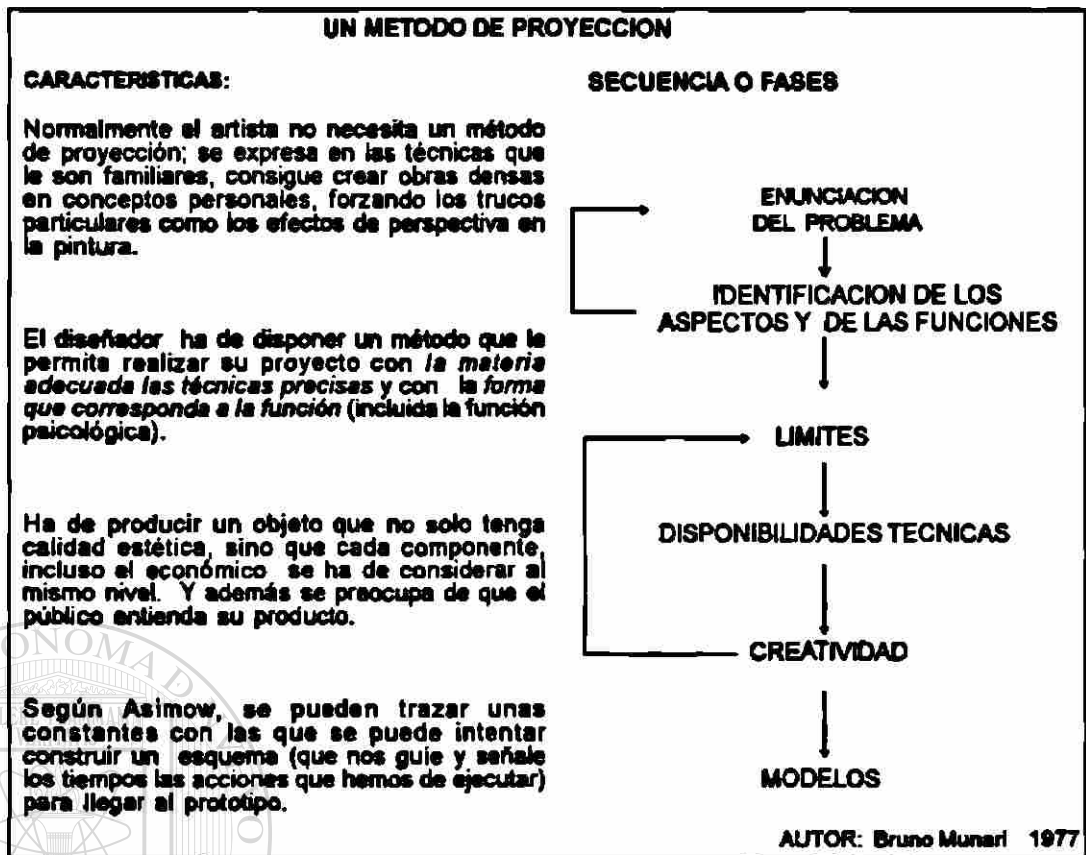 UN METODO DE PROYECCION
CARACTERISTICAS:
Normalmente el artista no necesita un método
de proyección; se expresa en las técnicas que
le son familiares, consigue crear obras densas
en conceptos personales, forzando los trucos
particulares como los efectos de perspectiva en
la pintura.
El diseñador ha de disponer un método que le
permita realizar su proyecto con la materia
adecuada las técnicas precisas y con la forma
que corresponda a la función (incluida la función
psicológica).
Ha de producir un objeto que no solo tenga
calidad estética, sino que cada componente,
incluso el económico se ha de considerar al
mismo nivel. Y además se preocupa de que el
público entienda su producto.
Según Asimow, se pueden trazar unas
constantes con las que se puede intentar
construir un esquema (que nos guie y señale
los tiempos las acciones que hemos de ejecutar)
para llegar al prototipo.
SECUENCIA O FASES
ENUNCIACION
DEL PROBLEMA
IDENTIFICACION DE LOS
ASPECTOS Y DE LAS FUNCIONES
LIMITES
DISPONIBILIDADES TECNICAS
CREATIVIDAD
MODELOS
AUTOR: Bruno Munari 1977